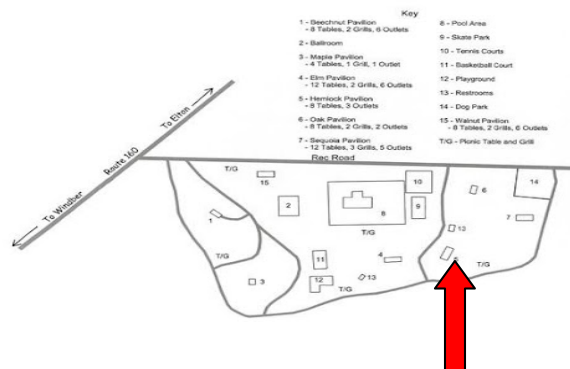 Key
1 - Beechnut Pavilion
- 8 Tables, 2 Grills, 6 Outlets
2 - Ballroom
3 - Maple Pavilion
- 4 Tables, 1 Grill, 1 Outlet
4 - Elm Pavilion
- 12 Tables, 2 Grills, 6 Outlets
5 - Hemlock Pavilion
- 8 Tables, 3 Outlets
6 - Oak Pavilion
- 8 Tables, 2 Grills, 2 Outlets
7 - Sequoia Pavilion
- 12 Tables, 3 Grills, 5 Outlets
8 - Pool Area
9 - Skate Park
10 - Tennis Courts
11 - Basketball Court
12 - Playground
13 - Restrooms
14 - Dog Park
15 - Walnut Pavilion
- 8 Tables, 2 Grills, 6 Outlets
T/G - Picnic Table and Grill
To Elton
Route 160
To Windber
Rec Road
T/G
15
10
14
6
2
9
1
8
7
13
T/G
T/G
11
4
T/G
3
12
13
T/G